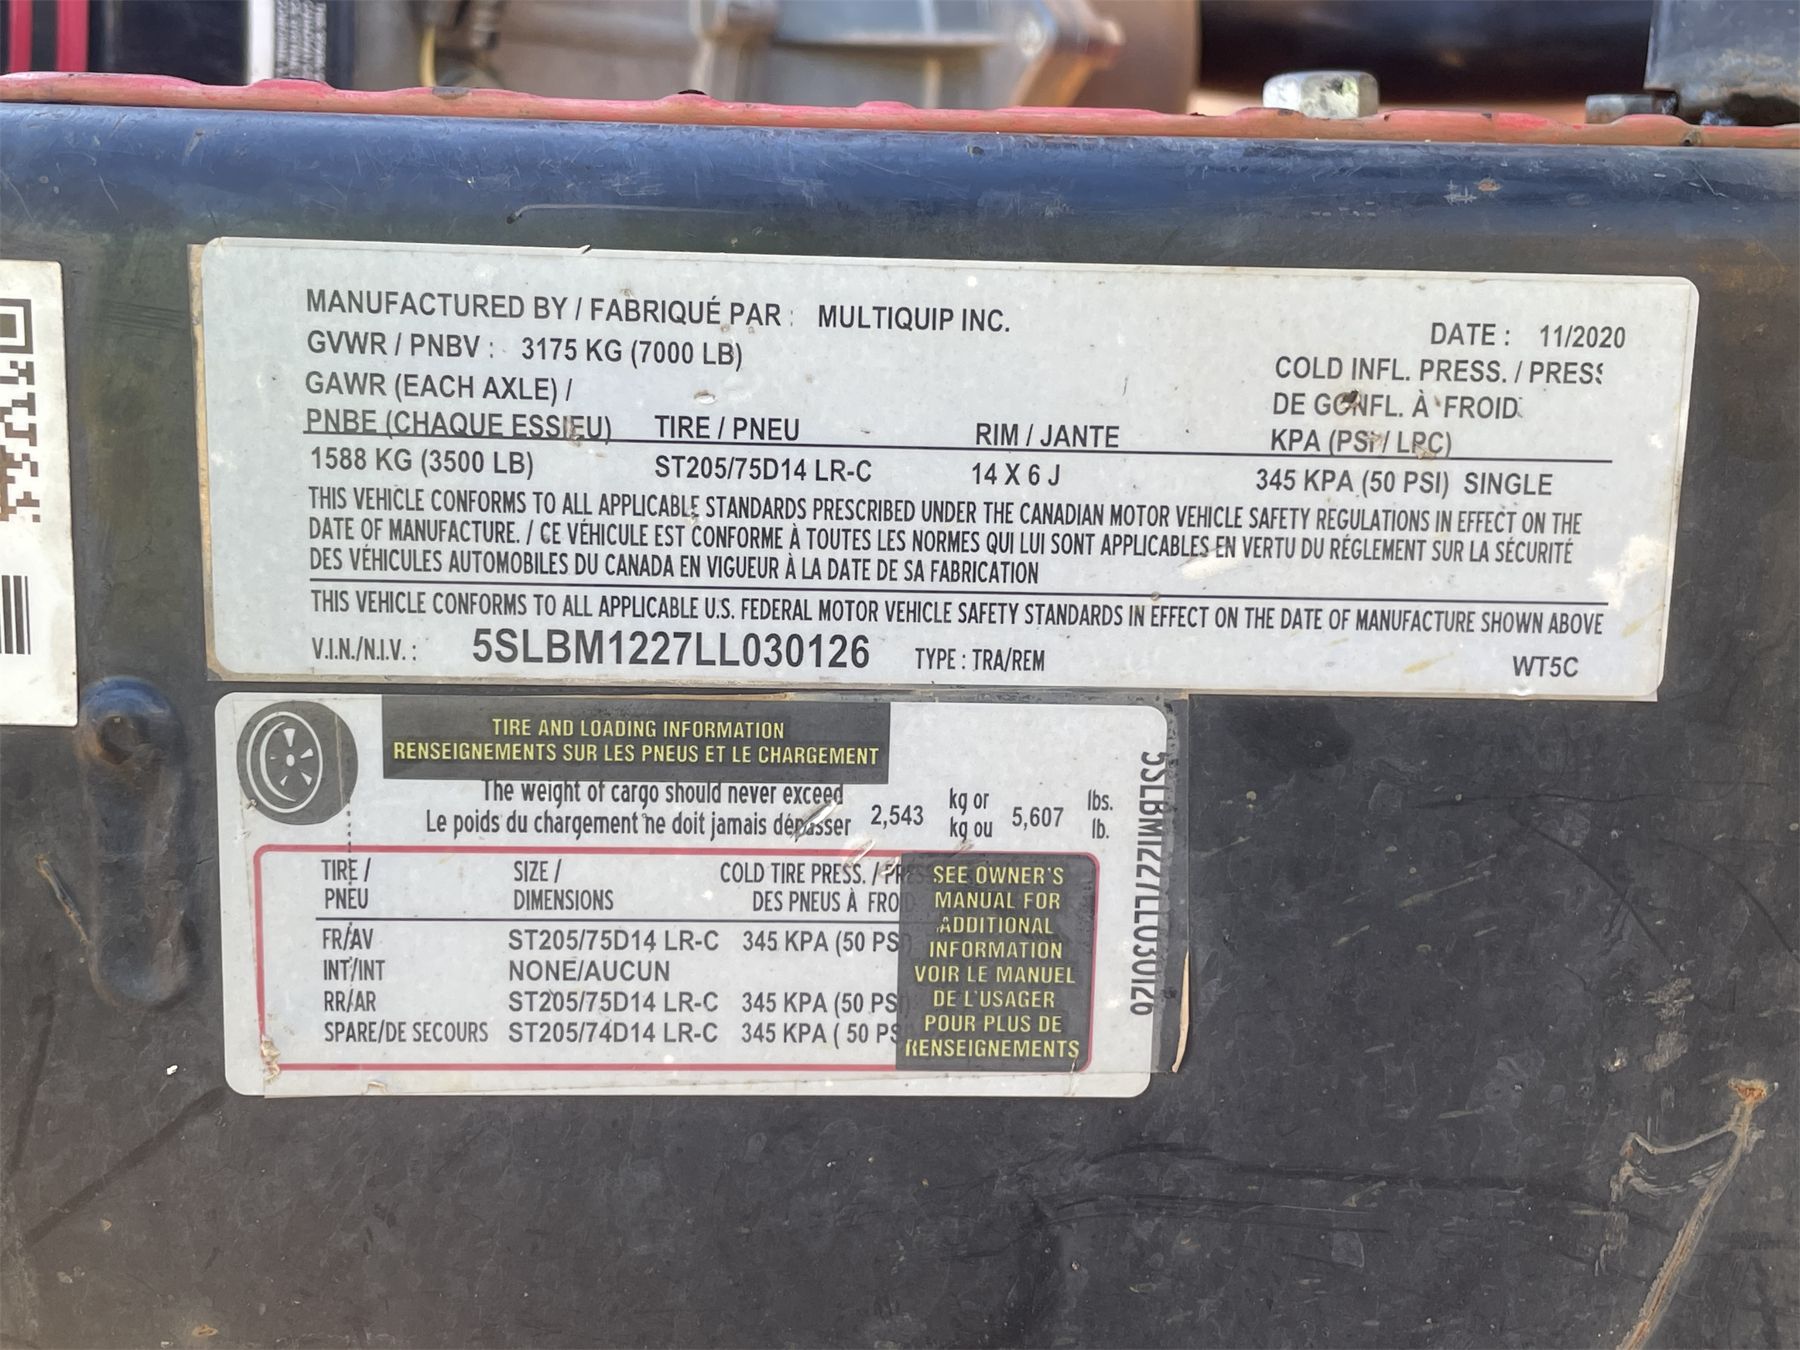 MANUFACTURED BY / FABRIQUÉ PAR : MULTIQUIP INC.
DATE : 11/2020
GVWR / PNBV : 3175 KG (7000 LB)
COLD INFL. PRESS. / PRESS
GAWR (EACH AXLE) /
DE GONFL. À FROID
PNBE (CHAQUE ESSIEU) TIRE / PNEU RIM / JANTE KPA (PSI / LPC)
1588 KG (3500 LB) ST205/75D14 LR-C 14 X 6 J 345 KPA (50 PSI) SINGLE
THIS VEHICLE CONFORMS TO ALL APPLICABLE STANDARDS PRESCRIBED UNDER THE CANADIAN MOTOR VEHICLE SAFETY REGULATIONS IN EFFECT ON THE
DATE OF MANUFACTURE. / CE VÉHICULE EST CONFORME À TOUTES LES NORMES QUI LUI SONT APPLICABLES EN VERTU DU RÉGLEMENT SUR LA SÉCURITÉ
DES VÉHICULES AUTOMOBILES DU CANADA EN VIGUEUR À LA DATE DE SA FABRICATION
THIS VEHICLE CONFORMS TO ALL APPLICABLE U.S. FEDERAL MOTOR VEHICLE SAFETY STANDARDS IN EFFECT ON THE DATE OF MANUFACTURE SHOWN ABOVE
V.I.N./N.I.V. : 5SLBM1227LL030126 TYPE : TRA/REM WT5C
TIRE AND LOADING INFORMATION
RENSEIGNEMENTS SUR LES PNEUS ET LE CHARGEMENT
The weight of cargo should never exceed
Le poids du chargement ne doit jamais dépasser 2,543 kg or
kg ou 5,607 lbs.
lb.
TIRE / SIZE / COLD TIRE PRESS. / PRES
PNEU DIMENSIONS DES PNEUS À FROID
FR/AV ST205/75D14 LR-C 345 KPA (50 PSI
INT/INT NONE/AUCUN
RR/AR ST205/75D14 LR-C 345 KPA (50 PSI
SPARE/DE SECOURS ST205/74D14 LR-C 345 KPA ( 50 PS
SEE OWNER'S
MANUAL FOR
ADDITIONAL
INFORMATION
VOIR LE MANUEL
DE L'USAGER
POUR PLUS DE
RENSEIGNEMENTS
5SLBM1227LL030126